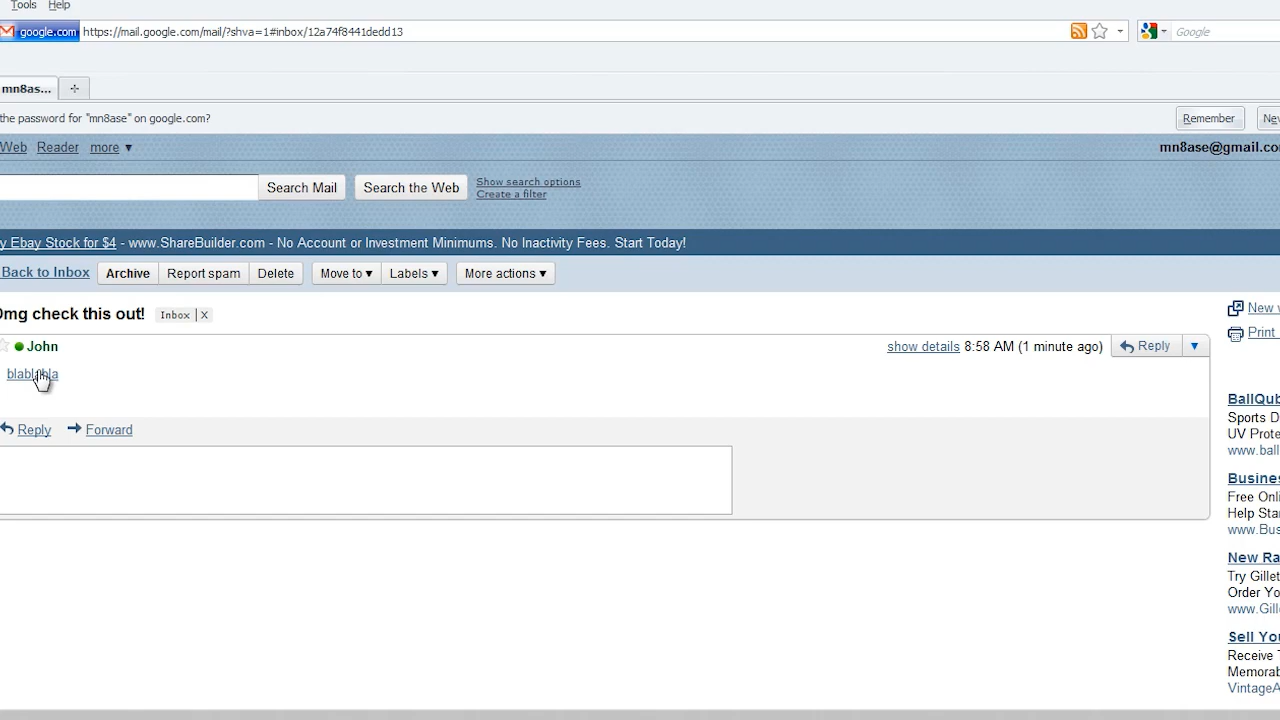 Tools Help
google.com https://mail.google.com/mail/?shva=1#inbox/12a74f8441dedd13 Google
mn8as...
the password for "mn8ase" on google.com? Remember Nev
Web Reader more ▼ mn8ase@gmail.co
Search Mail Search the Web Show search options
Create a filter
y Ebay Stock for $4 - www.ShareBuilder.com - No Account or Investment Minimums. No Inactivity Fees. Start Today!
Back to Inbox Archive Report spam Delete Move to ▾ Labels ▾ More actions ▾
Omg check this out! Inbox | X
New
Print
John show details 8:58 AM (1 minute ago) Reply
blablabla
Reply Forward
BallQub
Sports D
UV Prote
www.ball
Busines
Free Onli
Help Sta
www.Bus
New Ra
Try Gillet
Order Yo
www.Gill
Sell You
Receive T
Memorab
VintageA